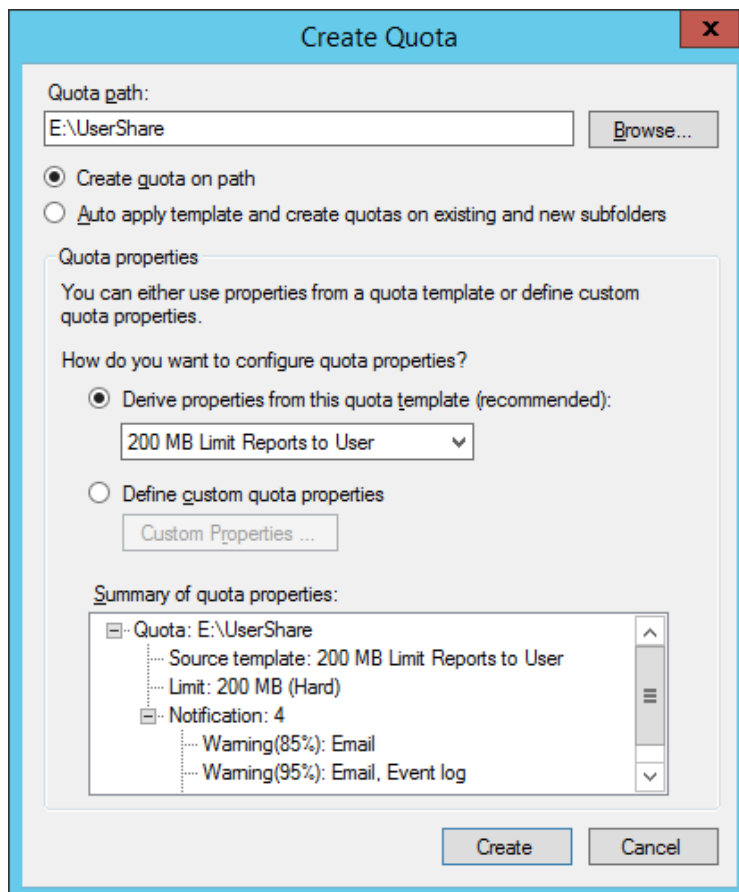 Create Quota
x
Quota path:
E:\UserShare
Browse...
Create quota on path
Auto apply template and create quotas on existing and new subfolders
Quota properties
You can either use properties from a quota template or define custom
quota properties.
How do you want to configure quota properties?
Derive properties from this quota template (recommended):
200 MB Limit Reports to User
Define custom quota properties
Custom Properties ...
Summary of quota properties:
Quota: E:\UserShare
Source template: 200 MB Limit Reports to User
Limit: 200 MB (Hard)
Notification: 4
Warning(85%): Email
Warning(95%): Email, Event log
Create
Cancel